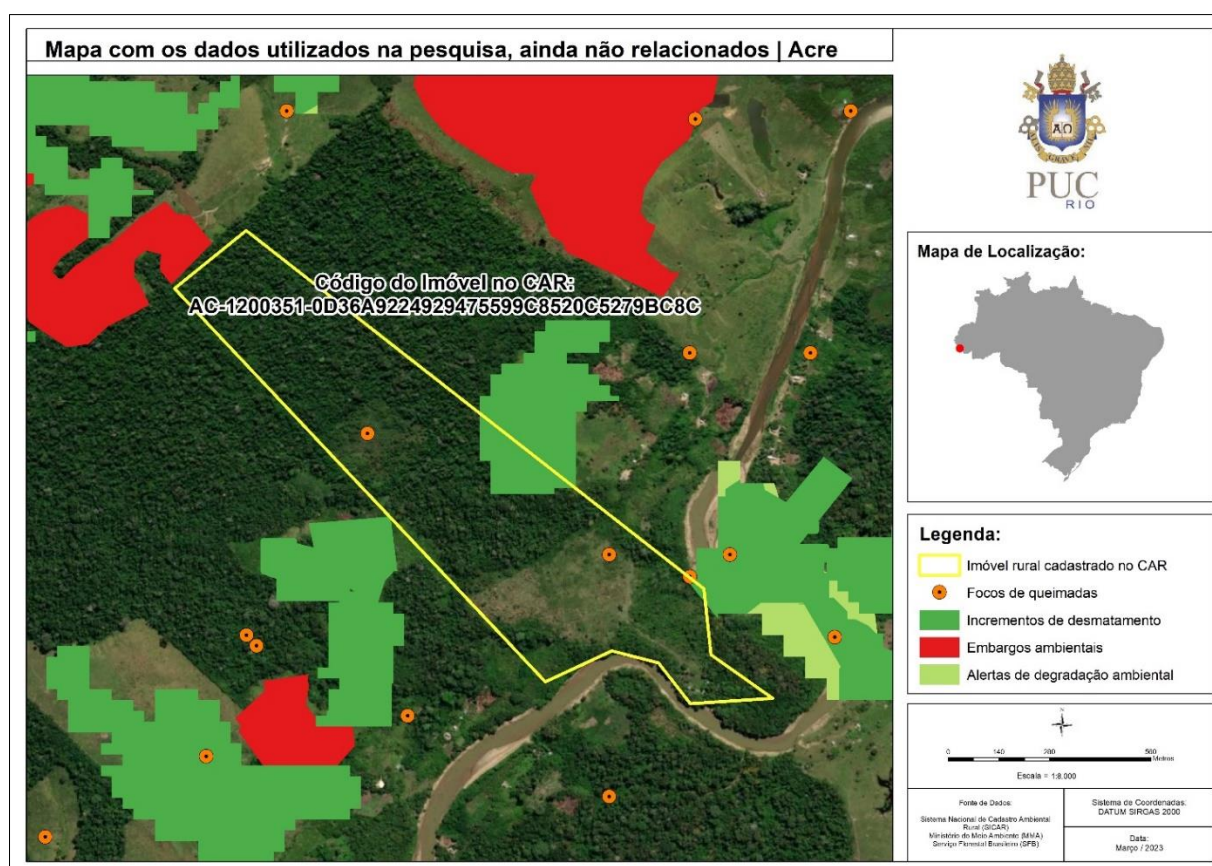 Mapa com os dados utilizados na pesquisa, ainda não relacionados | Acre
Código do Imóvel no CAR:
AC-1200351-0D36A9224929475599C8520C5279BC8C
PUC
RIO
Mapa de Localização:
Legenda:
Imóvel rural cadastrado no CAR
Focos de queimadas
Incrementos de desmatamento
Embargos ambientais
Alertas de degradação ambiental
0 140 280 560
Metros
Escala = 1:8.000
Fonte de Dados:
Sistema Nacional de Cadastro Ambiental
Rural (SICAR)
Ministério do Meio Ambiente (MMA)
Serviço Florestal Brasileiro (SFB)
Sistema de Coordenadas:
DATUM SIRGAS 2000
Data:
Março / 2023